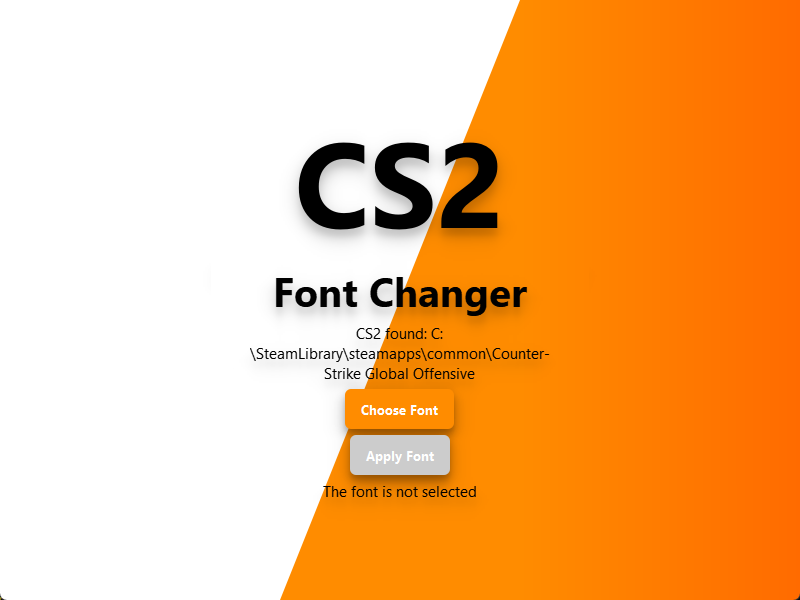 CS2
Font Changer
CS2 found: C:
\SteamLibrary\steamapps\common\Counter-
Strike Global Offensive
Choose Font
Apply Font
The font is not selected